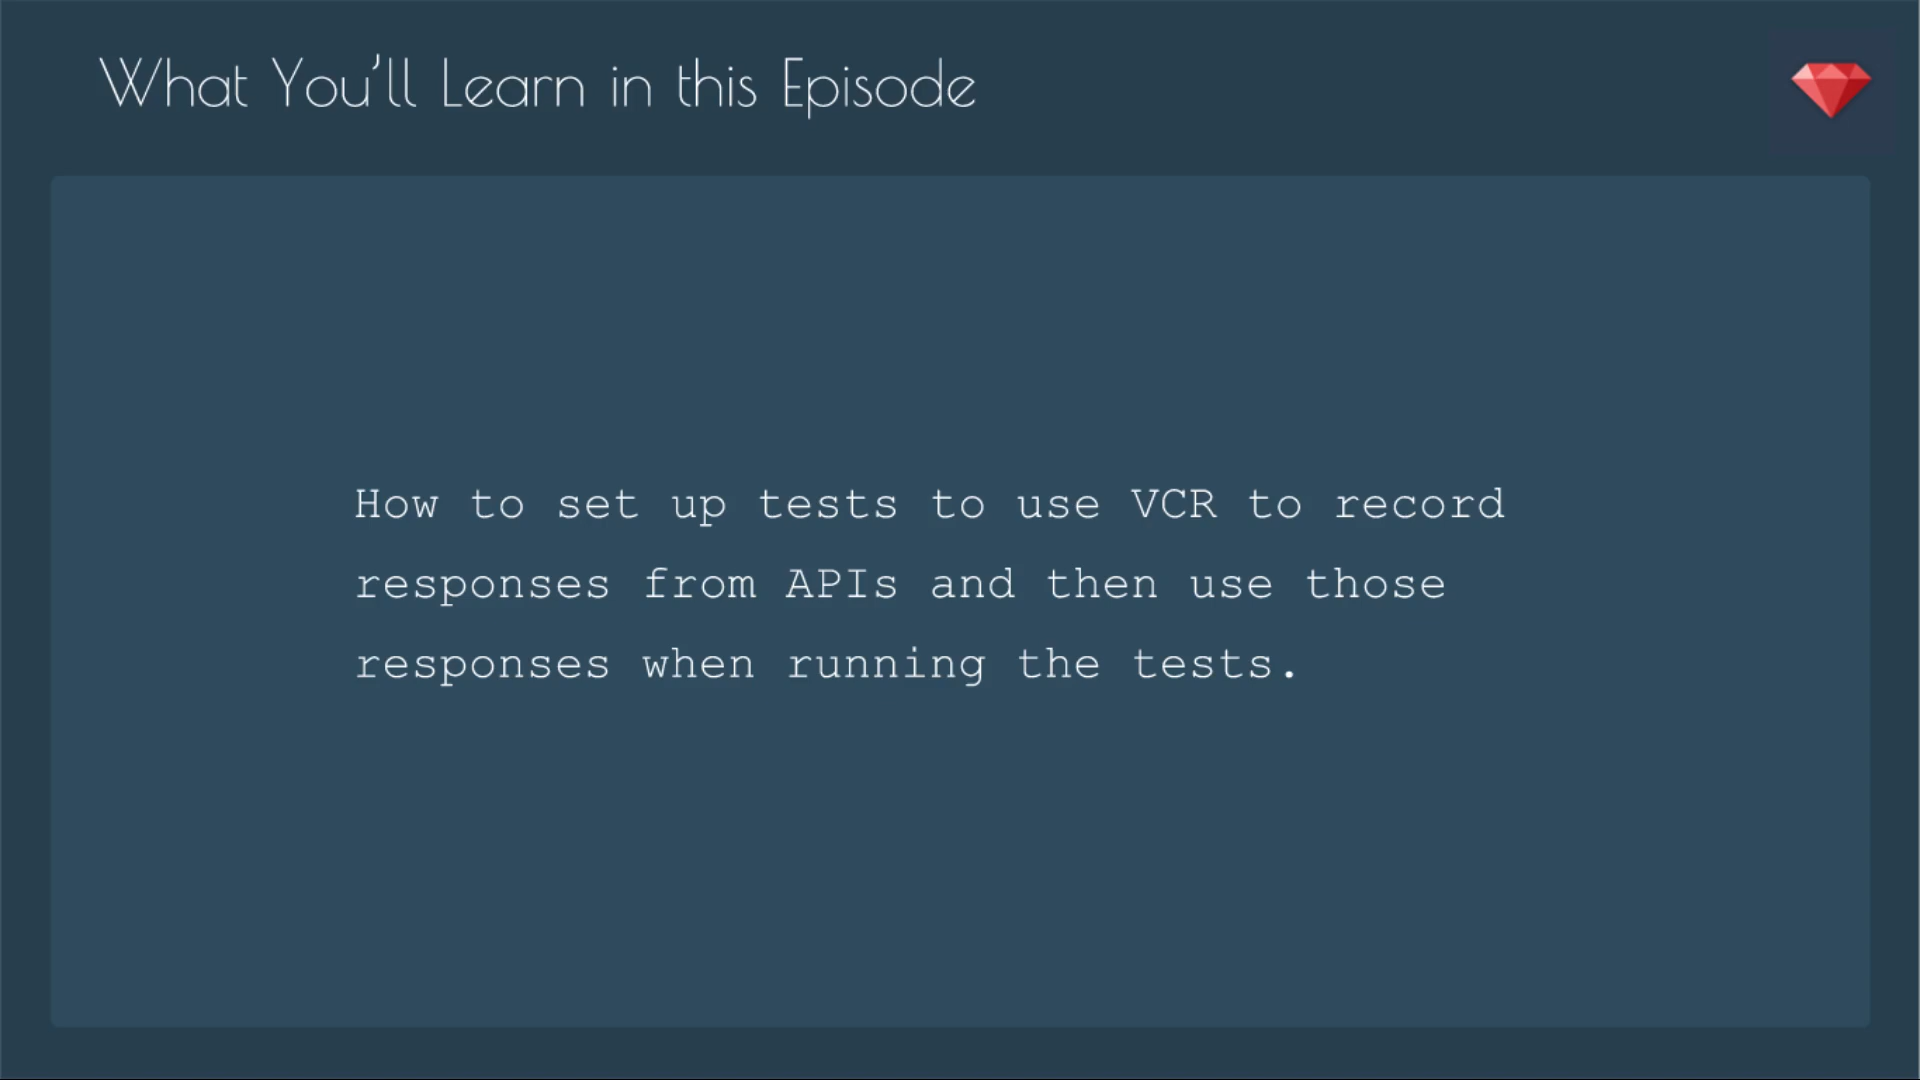 What You'll Learn in this Episode
How to set up tests to use VCR to record
responses from APIs and then use those
responses when running the tests.